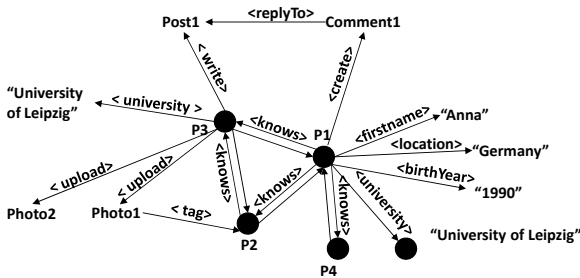 <replyTo>
Post1
Comment1
< write>
<create>
"University
of Leipzig"
< university >
<knows>
P1
<firstname>
"Anna"
P3
<location>
"Germany"
<birthYear>
"1990"
< upload>
< upload>
<knows>
<knows>
<knows>
<university>
Photo2
Photo1
< tag>
P2
"University of Leipzig"
P4